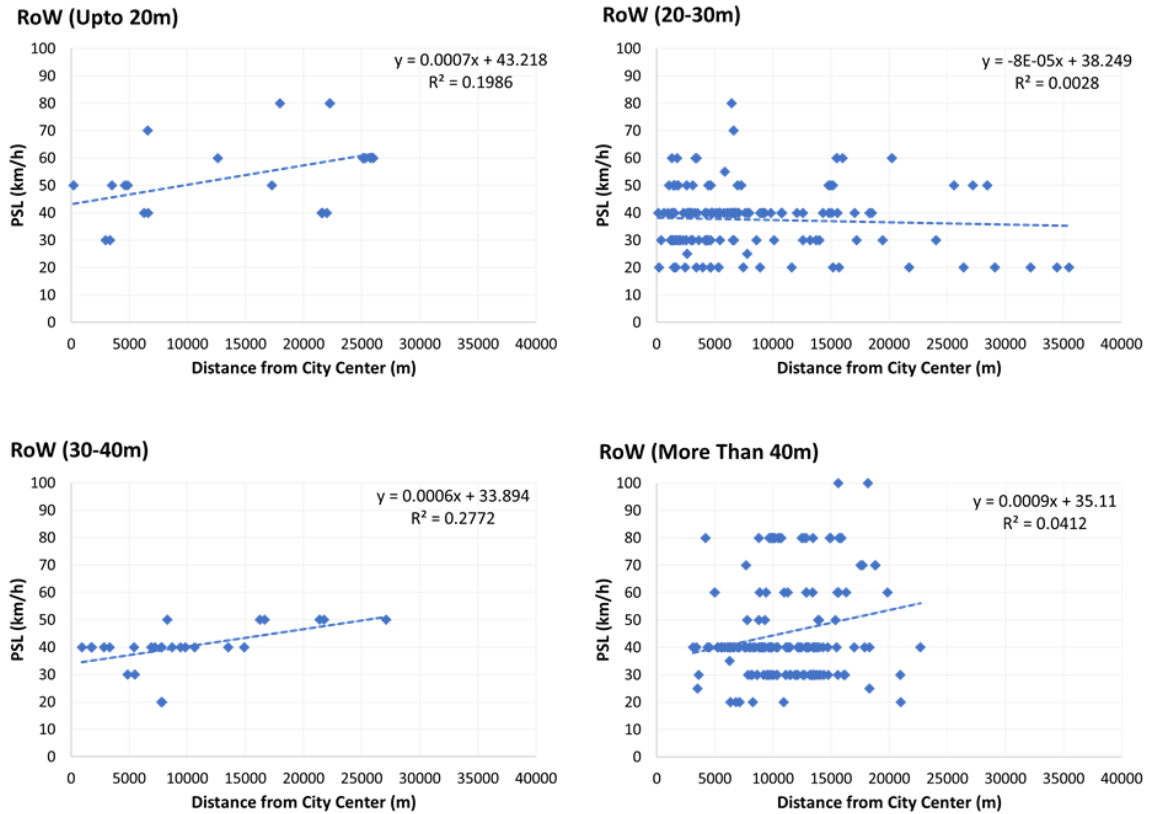 RoW (Upto 20m)
y = 0.0007x + 43.218
R² = 0.1986
100
90
80
70
60
50
40
30
20
10
0
PSL (km/h)
0 5000 10000 15000 20000 25000 30000 35000 40000
Distance from City Center (m)
RoW (20-30m)
y = -8E-05x + 38.249
R² = 0.0028
100
90
80
70
60
50
40
30
20
10
0
PSL (km/h)
0 5000 10000 15000 20000 25000 30000 35000 40000
Distance from City Center (m)
RoW (30-40m)
y = 0.0006x + 33.894
R² = 0.2772
100
90
80
70
60
50
40
30
20
10
0
PSL (km/h)
0 5000 10000 15000 20000 25000 30000 35000 40000
Distance from City Center (m)
RoW (More Than 40m)
y = 0.0009x + 35.11
R² = 0.0412
100
90
80
70
60
50
40
30
20
10
0
PSL (km/h)
0 5000 10000 15000 20000 25000 30000 35000 40000
Distance from City Center (m)